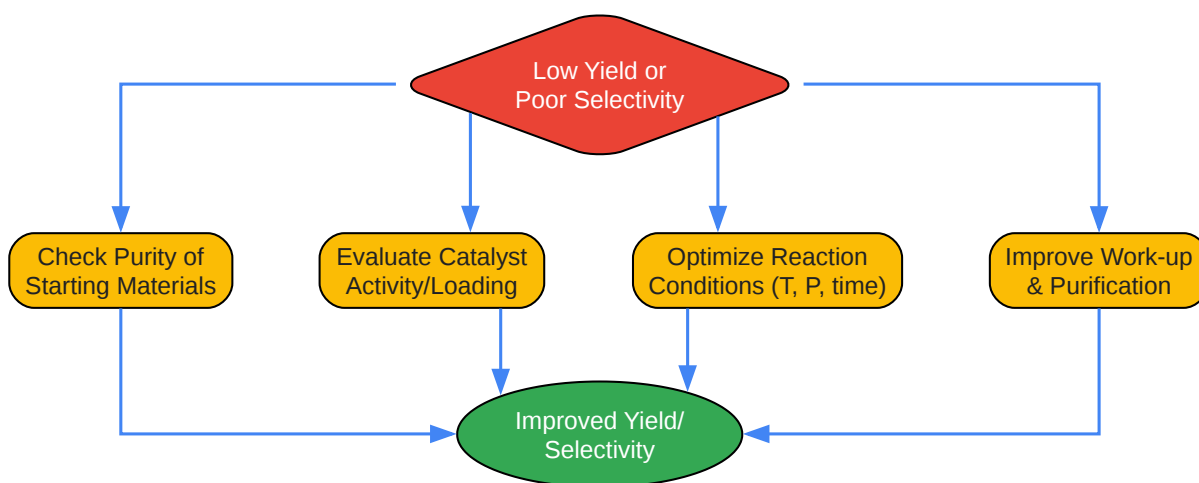 Low Yield or
Poor Selectivity
Check Purity of
Starting Materials
Evaluate Catalyst
Activity/Loading
Optimize Reaction
Conditions (T, P, time)
Improve Work-up
& Purification
Improved Yield/
Selectivity